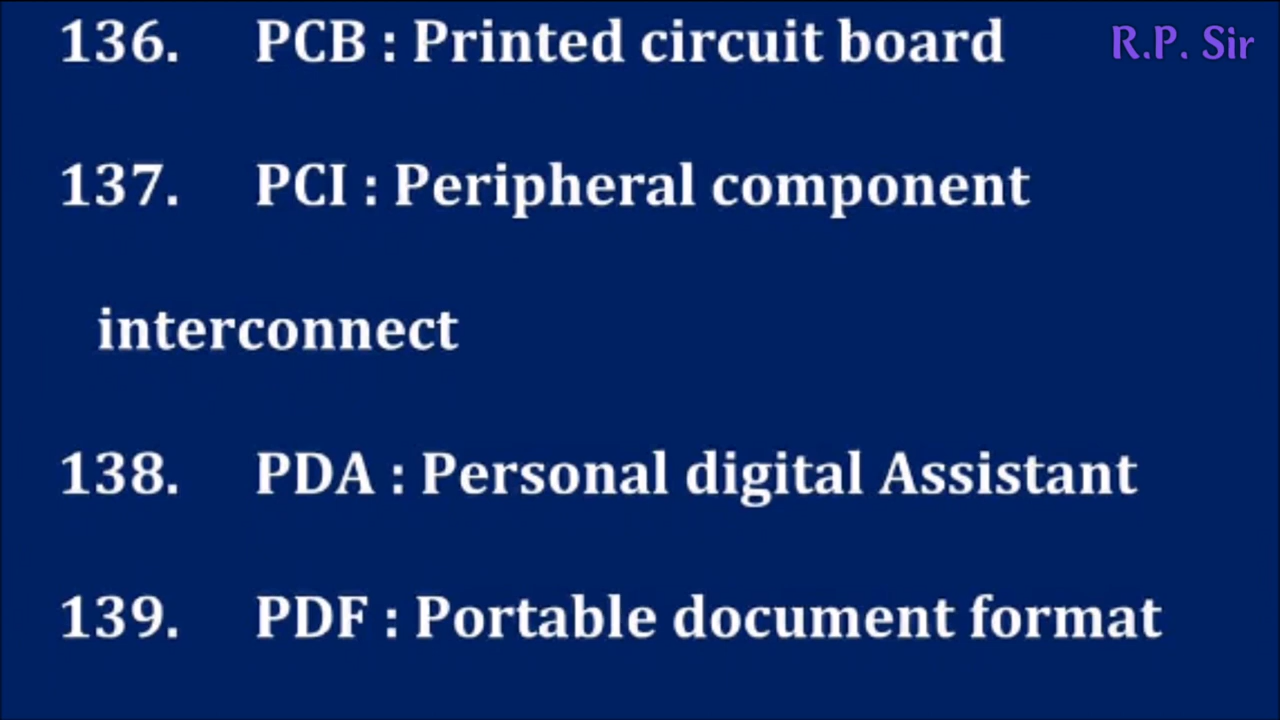 136. PCB : Printed circuit board
R.P. Sir
137. PCI : Peripheral component
interconnect
138. PDA : Personal digital Assistant
139. PDF : Portable document format